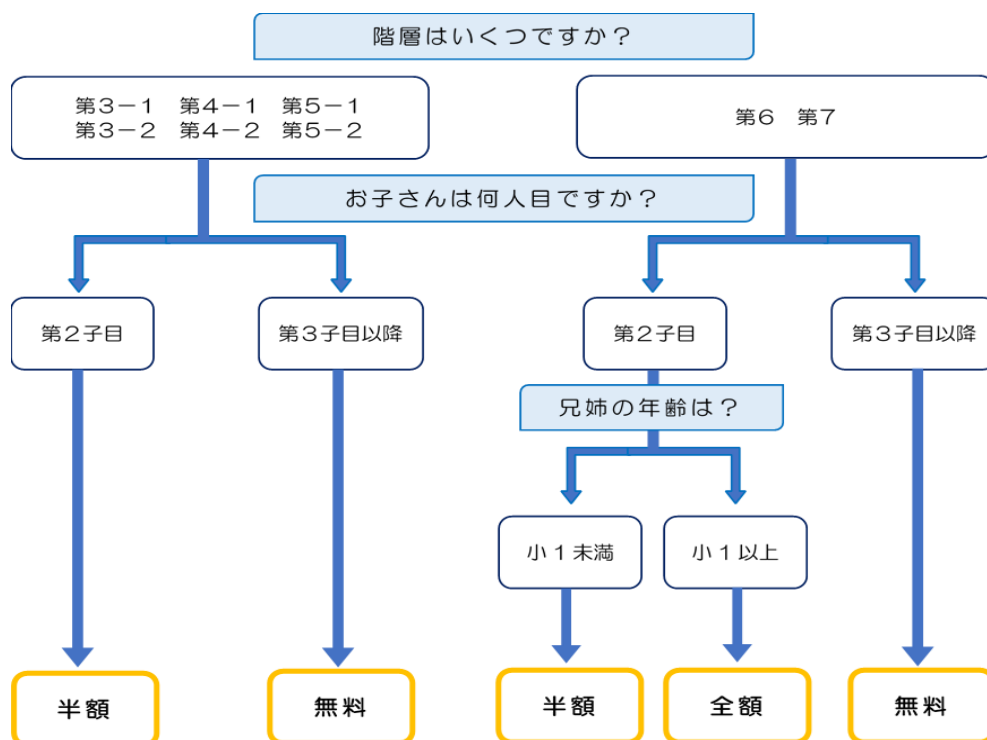 階層はいくつですか？
第３－１　第４－１　第５－１
第３－２　第４－２　第５－２
第６　第７
お子さんは何人目ですか？
第２子目
第３子目以降
第２子目
第３子目以降
兄姉の年齢は？
小１未満
小１以上
半額
無料
半額
全額
無料